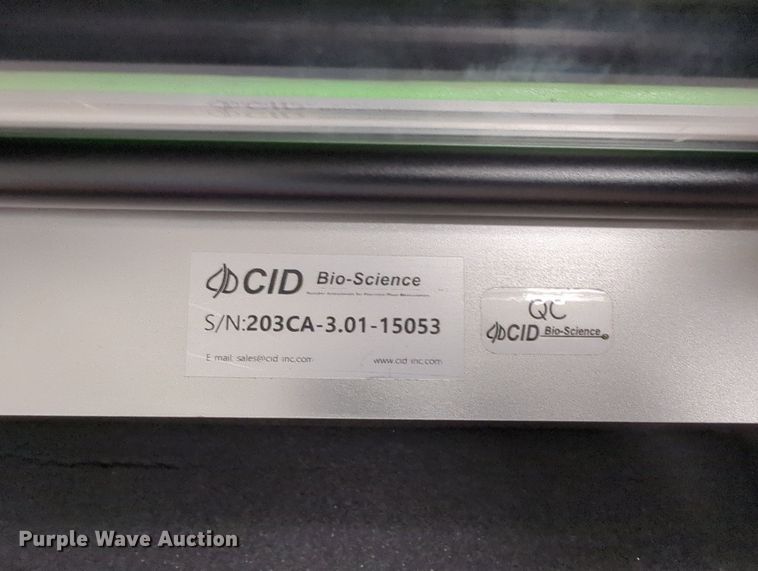 CID Bio-Science
S/N:203CA-3.01-15053
E mail: sales@cid-inc.com www.cid-inc.com
QC
CID Bio-Science
Purple Wave Auction